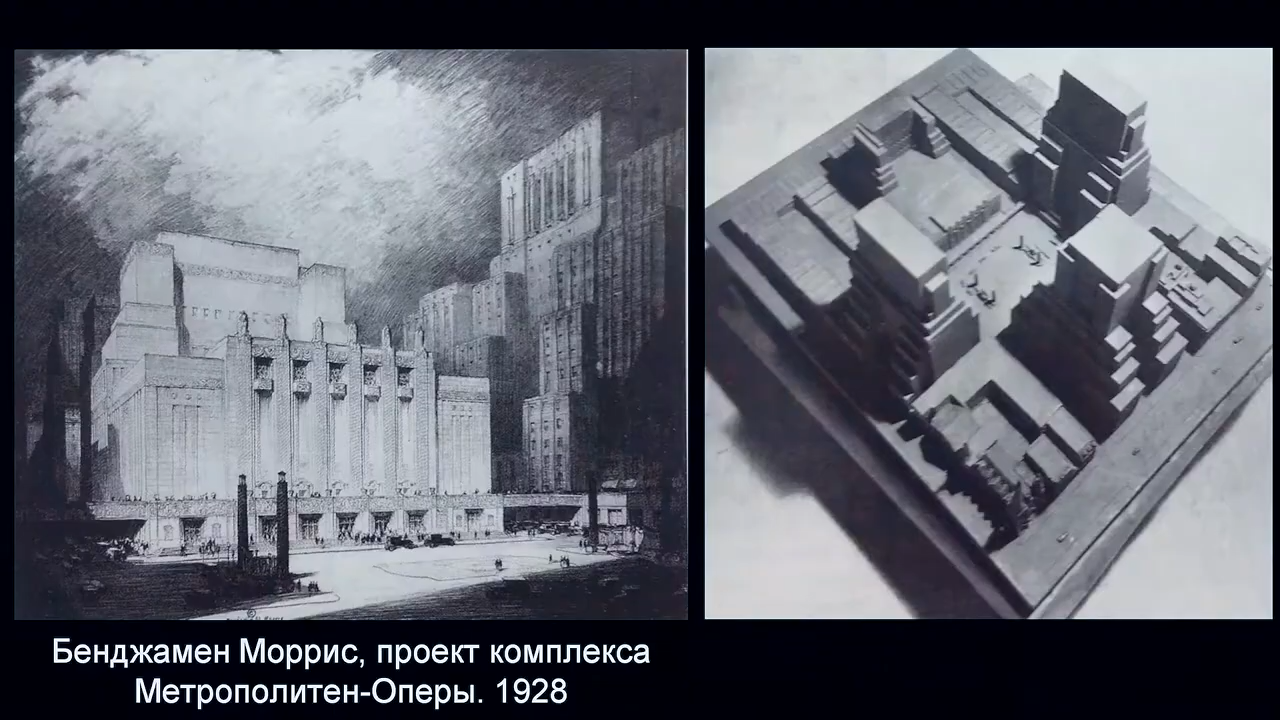 Бенджамен Моррис, проект комплекса
Метрополитен-Оперы. 1928